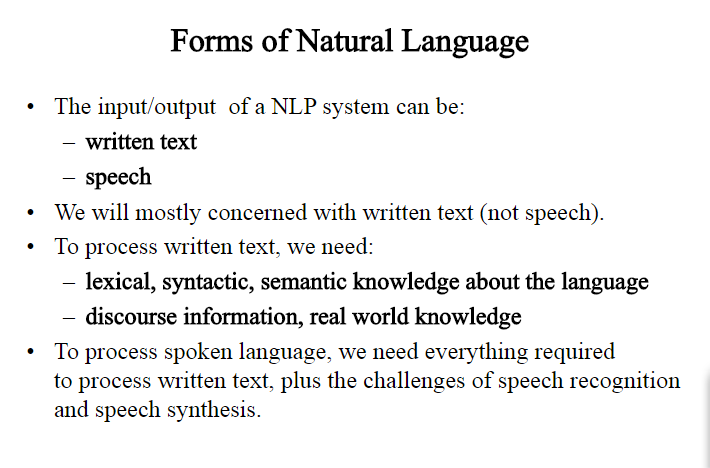 Forms of Natural Language
• The input/output of a NLP system can be:
– written text
– speech
• We will mostly concerned with written text (not speech).
• To process written text, we need:
– lexical, syntactic, semantic knowledge about the language
– discourse information, real world knowledge
• To process spoken language, we need everything required
to process written text, plus the challenges of speech recognition
and speech synthesis.